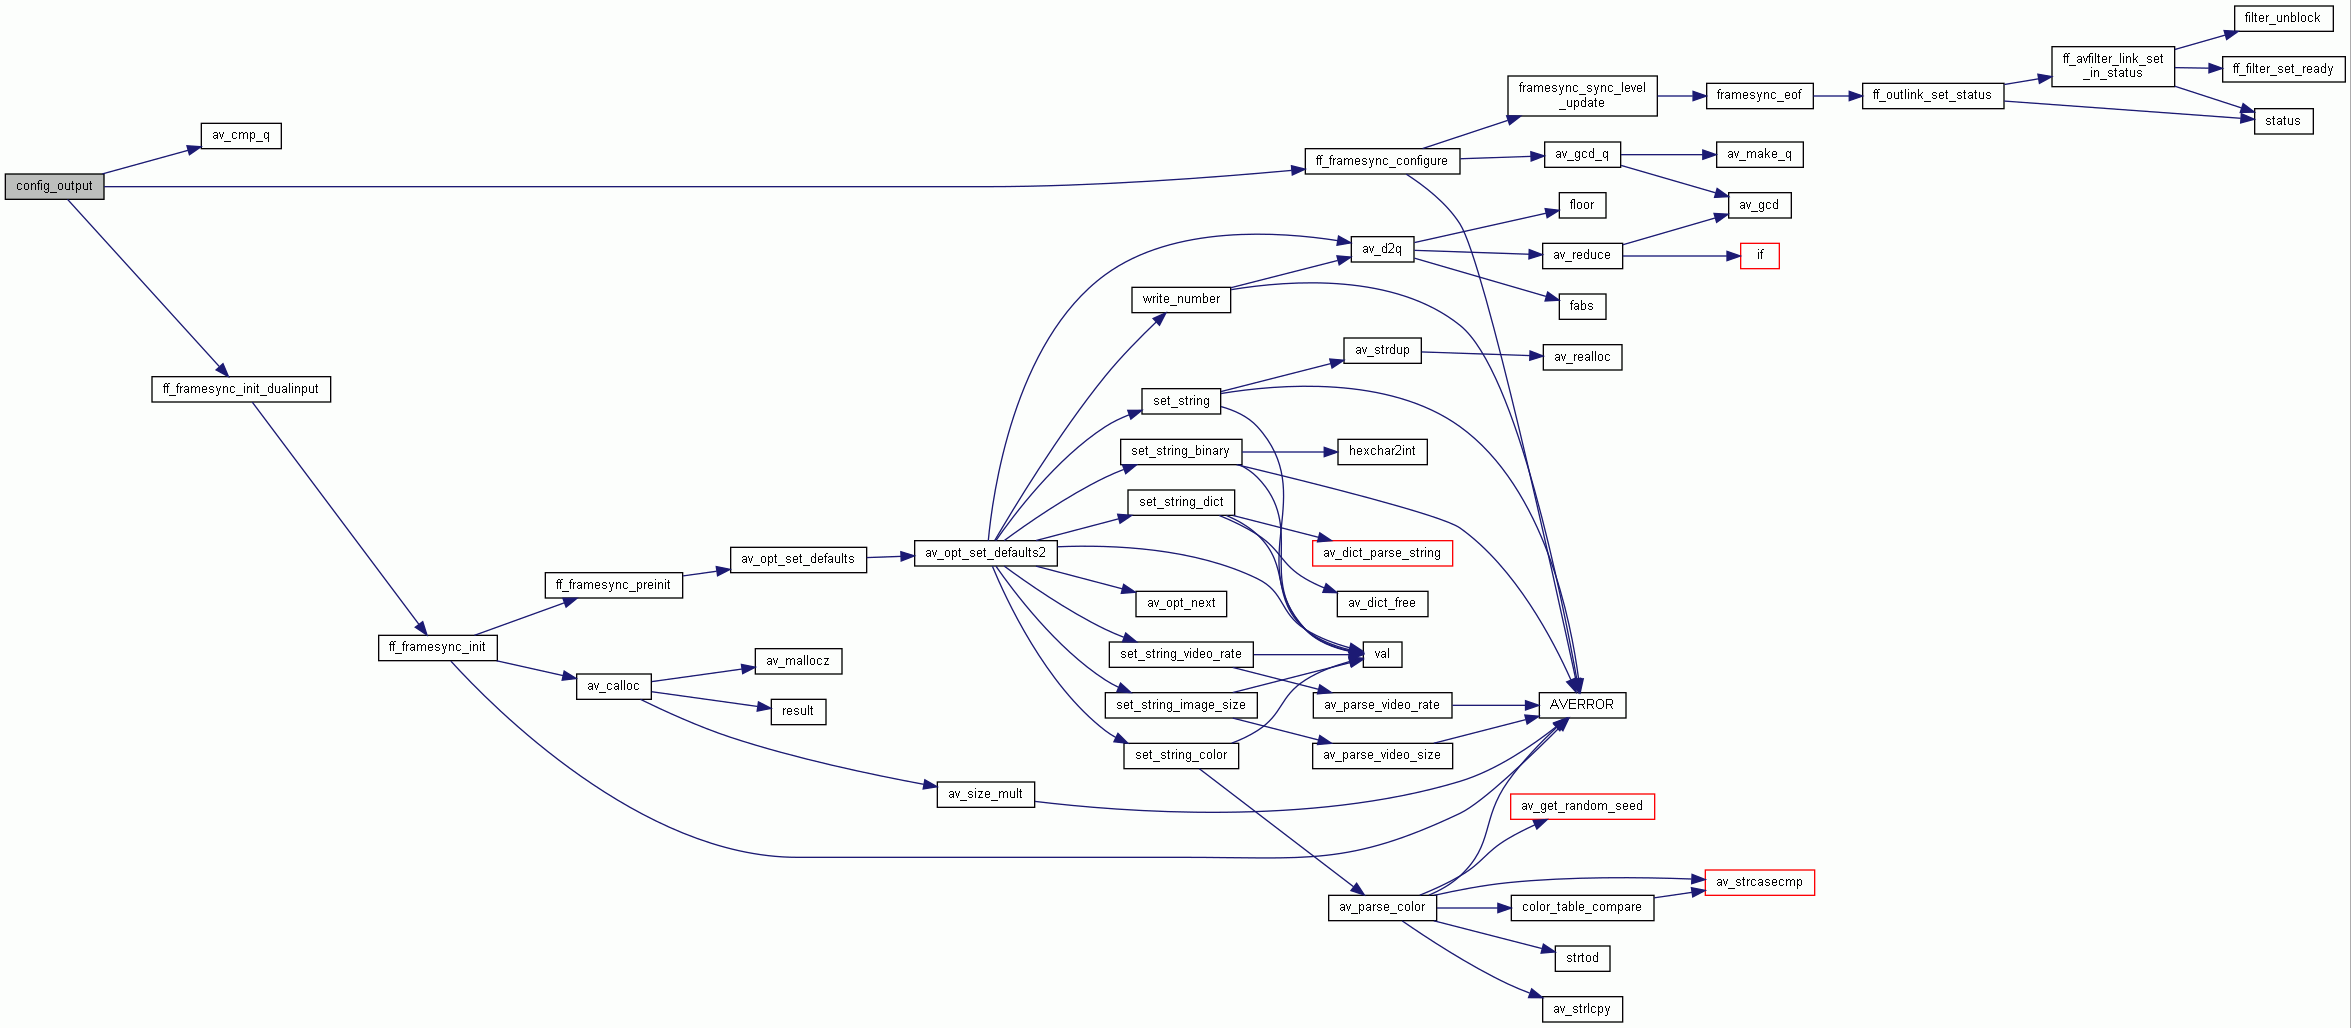 filter_unblock
ff_avfilter_link_set
_in_status
ff_filter_set_ready
framesync_sync_level
_update
framesync_eof
ff_outlink_set_status
status
av_cmp_q
ff_framesync_configure
av_gcd_q
av_make_q
config_output
floor
av_gcd
av_d2q
av_reduce
if
write_number
fabs
av_strdup
av_realloc
ff_framesync_init_dualinput
set_string
set_string_binary
hexchar2int
set_string_dict
av_opt_set_defaults2
av_dict_parse_string
av_opt_set_defaults
ff_framesync_preinit
av_opt_next
av_dict_free
ff_framesync_init
set_string_video_rate
val
av_mallocz
av_calloc
result
set_string_image_size
av_parse_video_rate
AVERROR
set_string_color
av_parse_video_size
av_size_mult
av_get_random_seed
av_strcasecmp
av_parse_color
color_table_compare
strtod
av_strlcpy